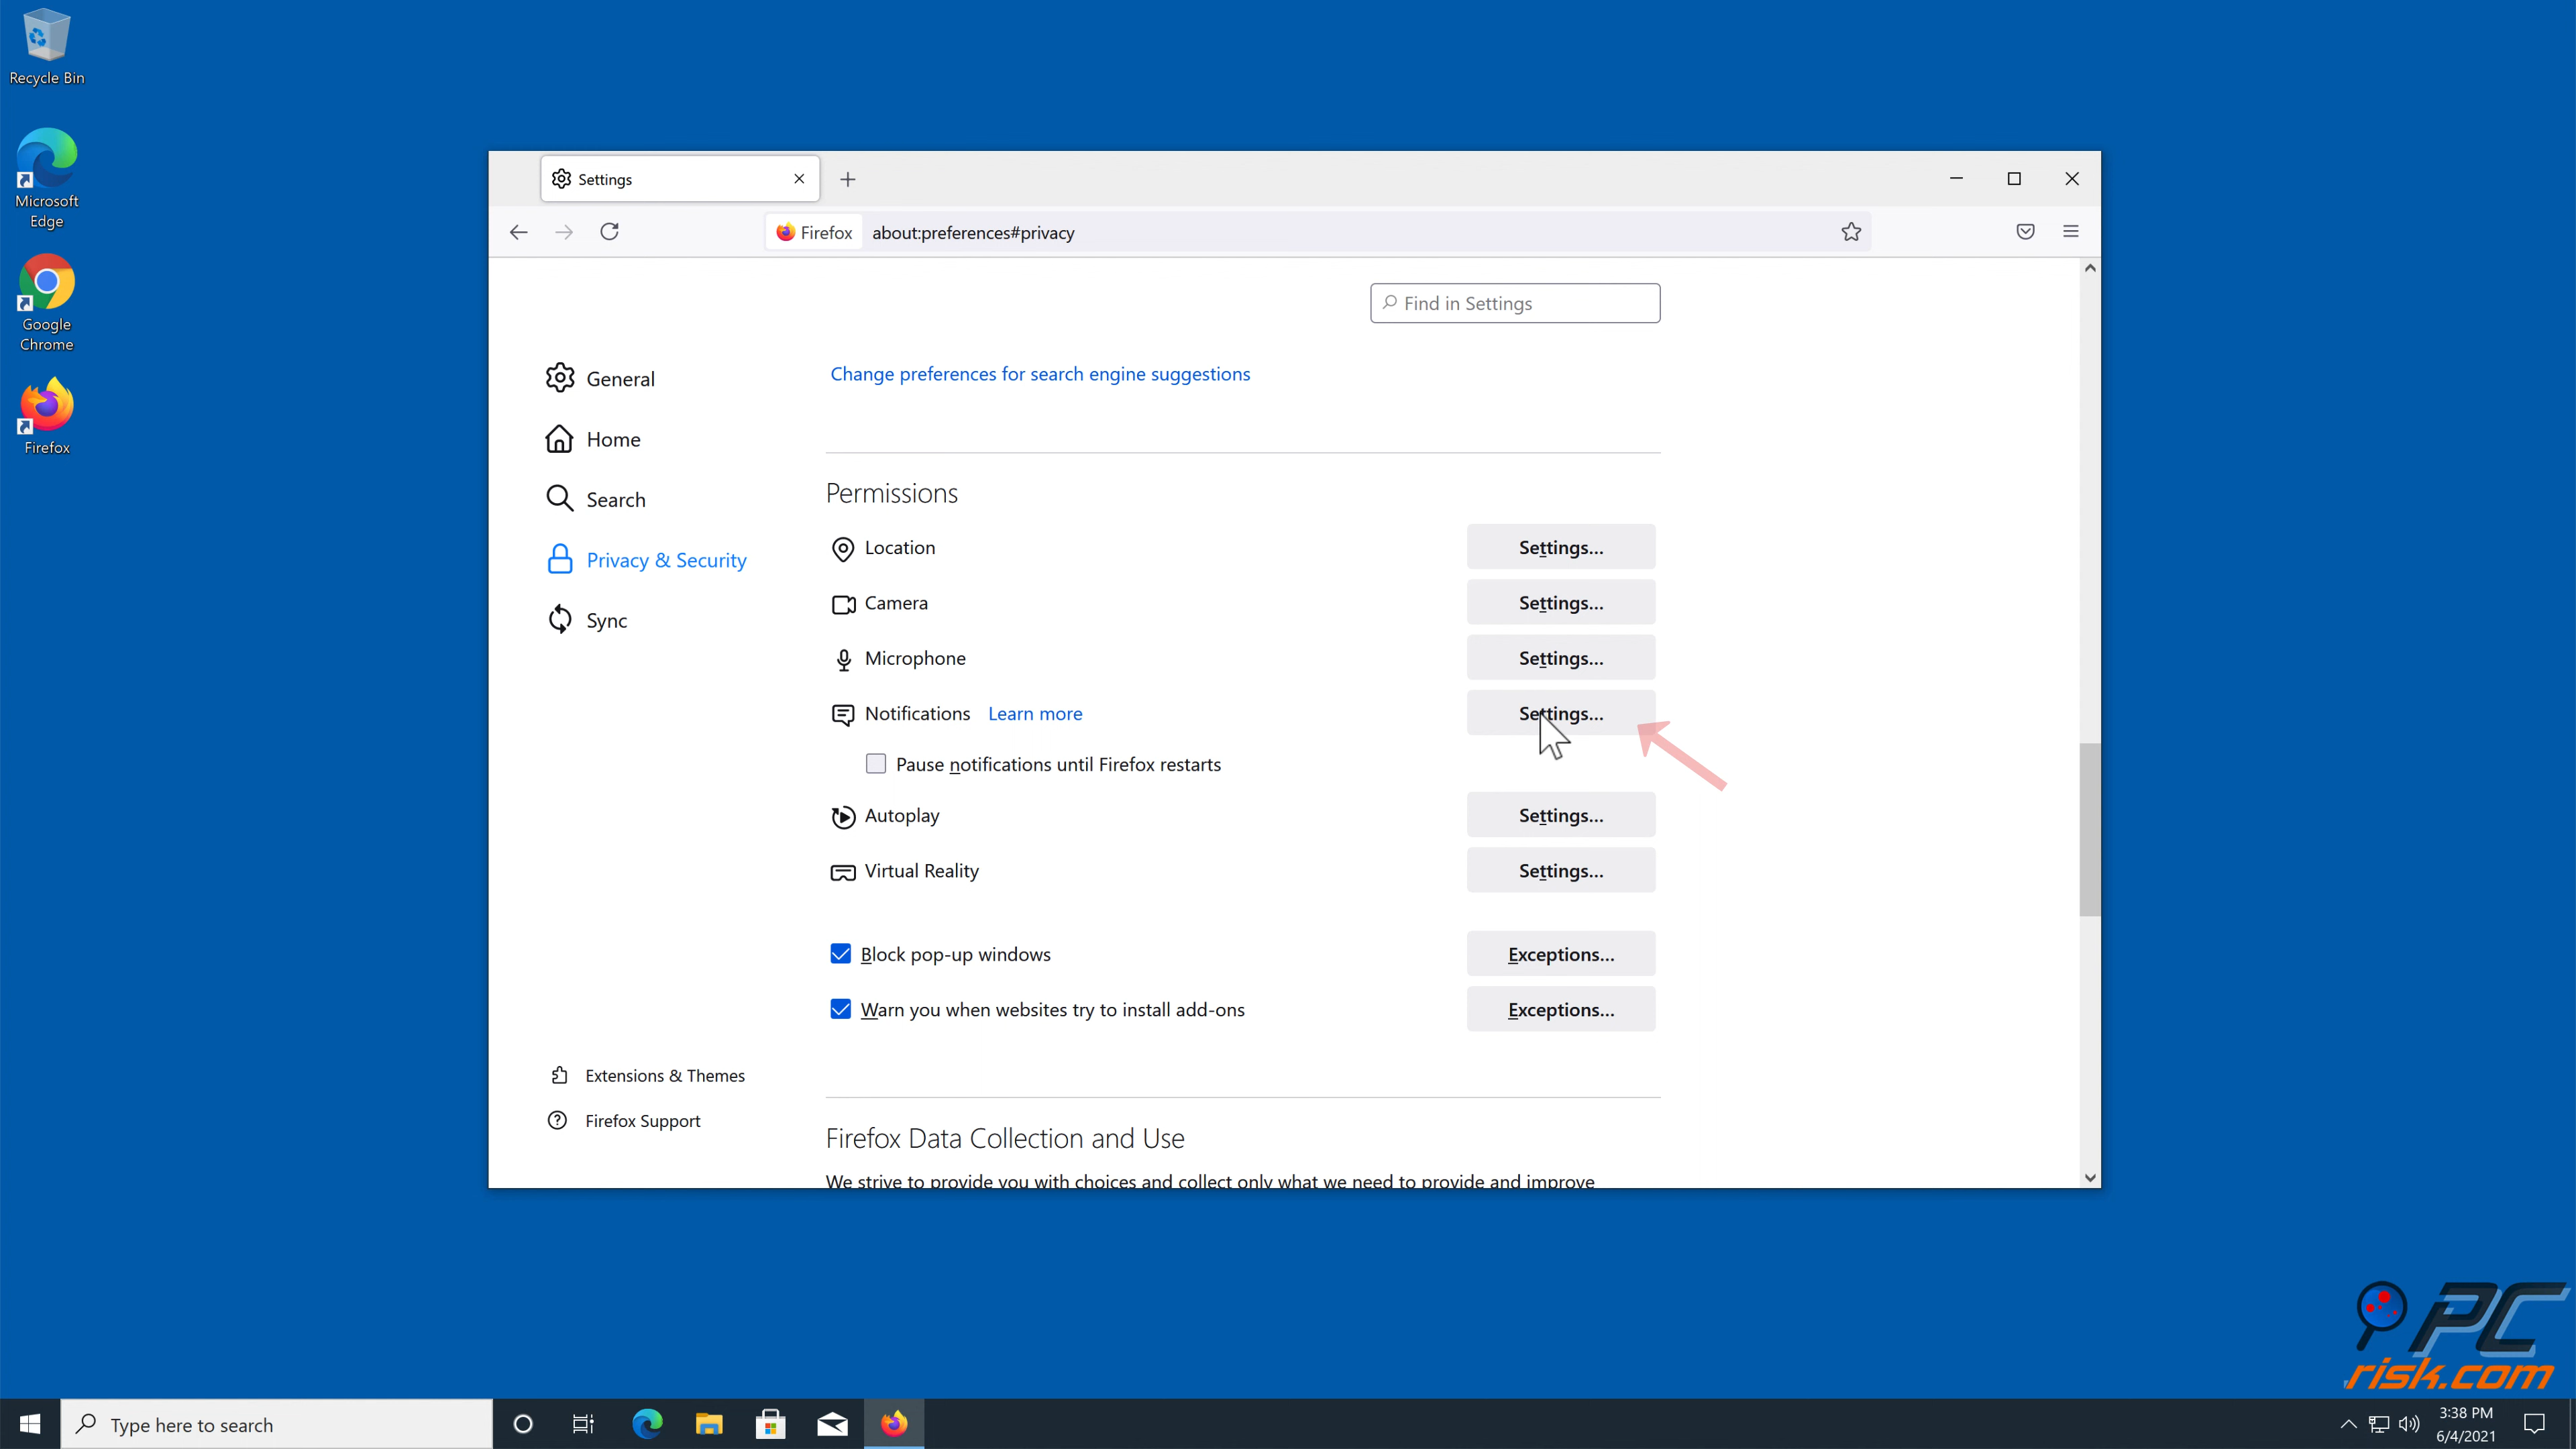 Recycle Bin
Microsoft
Edge
Google
Chrome
Firefox
Settings
Firefox
about:preferences#privacy
Find in Settings
General
Home
Search
Privacy & Security
Sync
Extensions & Themes
Firefox Support
Change preferences for search engine suggestions
Permissions
Location Settings...
Camera Settings...
Microphone Settings...
Notifications Learn more Settings...
Pause notifications until Firefox restarts
Autoplay Settings...
Virtual Reality Settings...
Block pop-up windows Exceptions...
Warn you when websites try to install add-ons Exceptions...
Firefox Data Collection and Use
We strive to provide you with choices and collect only what we need to provide and improve
PC
risk.com
Type here to search
3:38 PM
6/4/2021